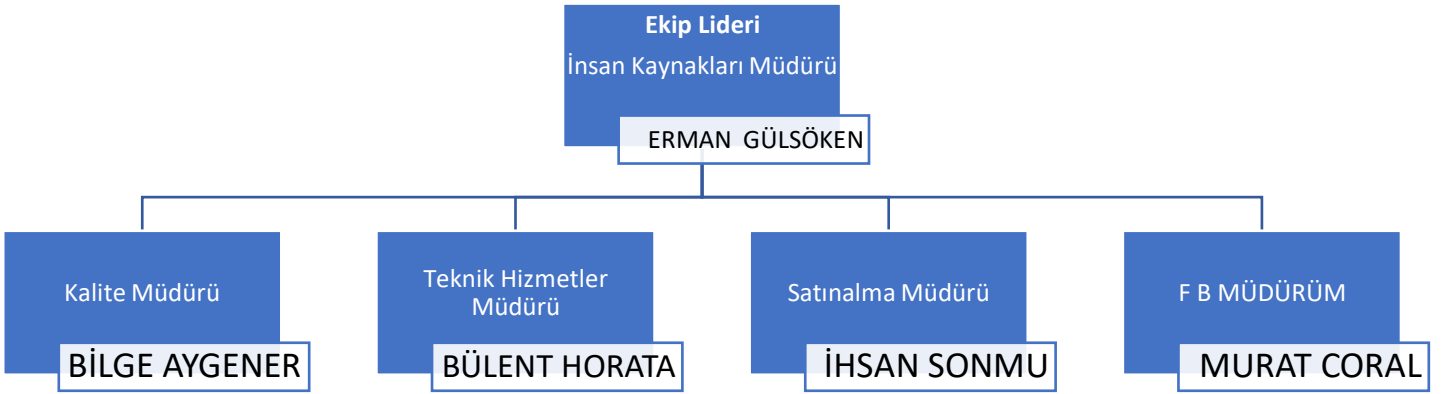 Ekip Lideri
İnsan Kaynakları Müdürü
ERMAN GÜLSÖKEN
Kalite Müdürü
BİLGE AYGENER
Teknik Hizmetler
Müdürü
BÜLENT HORATA
Satınalma Müdürü
İHSAN SONMU
F B MÜDÜRÜM
MURAT CORAL